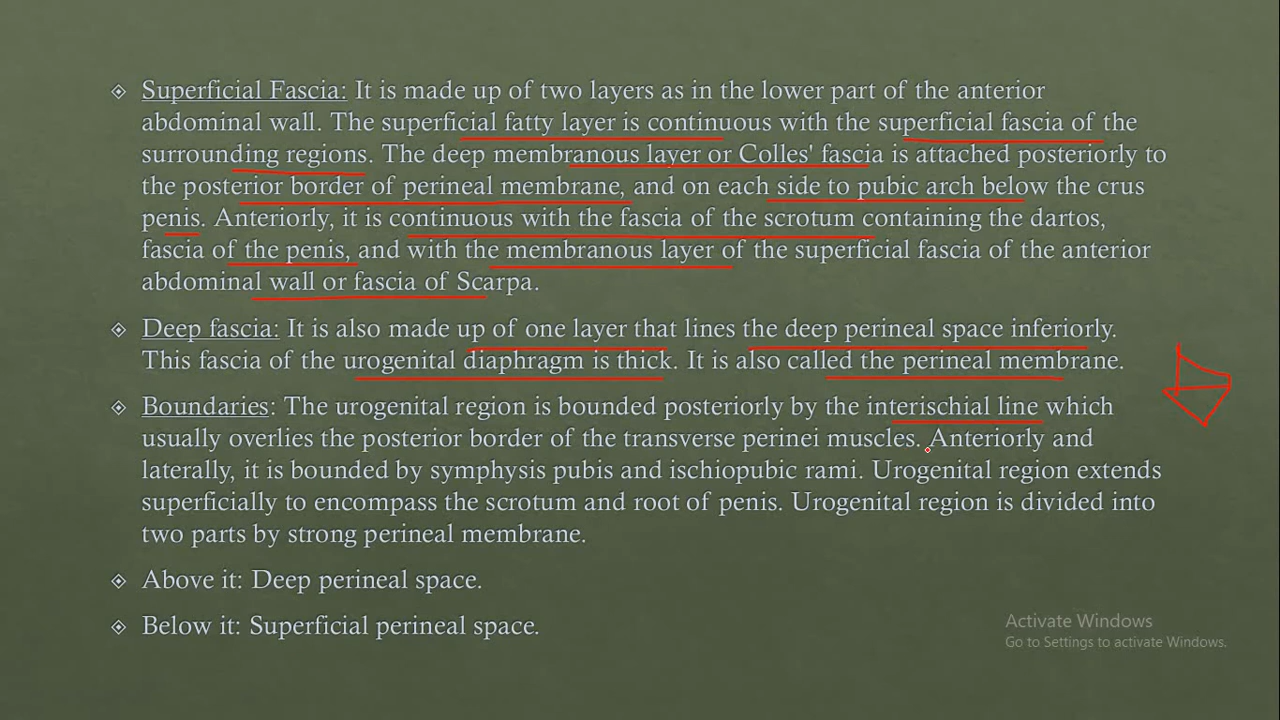 Superficial Fascia: It is made up of two layers as in the lower part of the anterior
abdominal wall. The superficial fatty layer is continuous with the superficial fascia of the
surrounding regions. The deep membranous layer or Colles' fascia is attached posteriorly to
the posterior border of perineal membrane, and on each side to pubic arch below the crus
penis. Anteriorly, it is continuous with the fascia of the scrotum containing the dartos,
fascia of the penis, and with the membranous layer of the superficial fascia of the anterior
abdominal wall or fascia of Scarpa.
Deep fascia: It is also made up of one layer that lines the deep perineal space inferiorly.
This fascia of the urogenital diaphragm is thick. It is also called the perineal membrane.
Boundaries: The urogenital region is bounded posteriorly by the interischial line which
usually overlies the posterior border of the transverse perinei muscles. Anteriorly and
laterally, it is bounded by symphysis pubis and ischiopubic rami. Urogenital region extends
superficially to encompass the scrotum and root of penis. Urogenital region is divided into
two parts by strong perineal membrane.
Above it: Deep perineal space.
Below it: Superficial perineal space.
Activate Windows
Go to Settings to activate Windows.